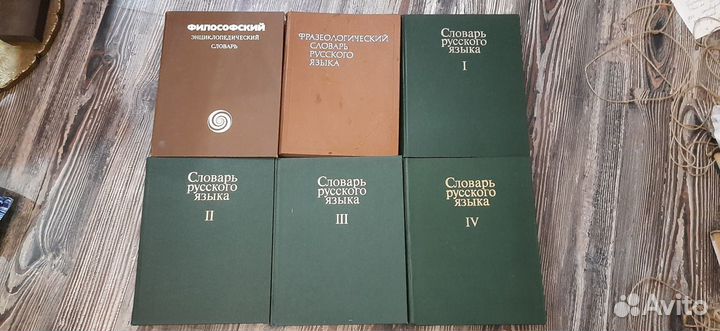 ФИЛОСОФСКИЙ
ЭНЦИКЛОПЕДИЧЕСКИЙ
СЛОВАРЬ
ФРАЗЕОЛОГИЧЕСКИЙ
СЛОВАРЬ
РУССКОГО
ЯЗЫКА
Словарь
русского
языка
I
Словарь
русского
языка
II
Словарь
русского
языка
III
Словарь
русского
языка
IV
Avito